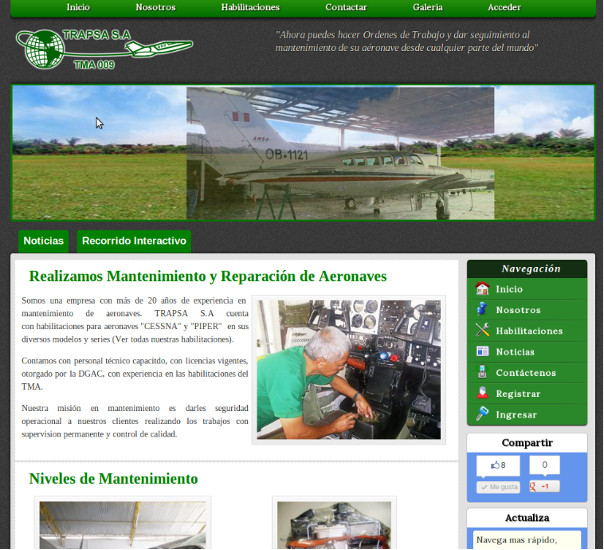 Inicio Nosotros Habilitaciones Contactar Galeria Acceder
TRAPSA S.A
TMA 009
"Ahora puedes hacer Ordenes de Trabajo y dar seguimiento al
mantenimiento de su aéronave desde cualquier parte del mundo"
OB-1121
Noticias Recorrido Interactivo
Realizamos Mantenimiento y Reparación de Aeronaves
Somos una empresa con más de 20 años de experiencia en
mantenimiento de aeronaves. TRAPSA S.A cuenta
con habilitaciones para aeronaves "CESSNA" y "PIPER" en sus
diversos modelos y series (Ver todas nuestras habilitaciones).
Contamos con personal técnico capacitdo, con licencias vigentes,
otorgado por la DGAC, con experiencia en las habilitaciones del
TMA.
Nuestra misión en mantenimiento es darles seguridad
operacional a nuestros clientes realizando los trabajos con
supervision permanente y control de calidad.
Niveles de Mantenimiento
Navegación
Inicio
Nosotros
Habilitaciones
Noticias
Contáctenos
Registrar
Ingresar
Compartir
8 0
Me gusta +1
Actualiza
Navega mas rápido,